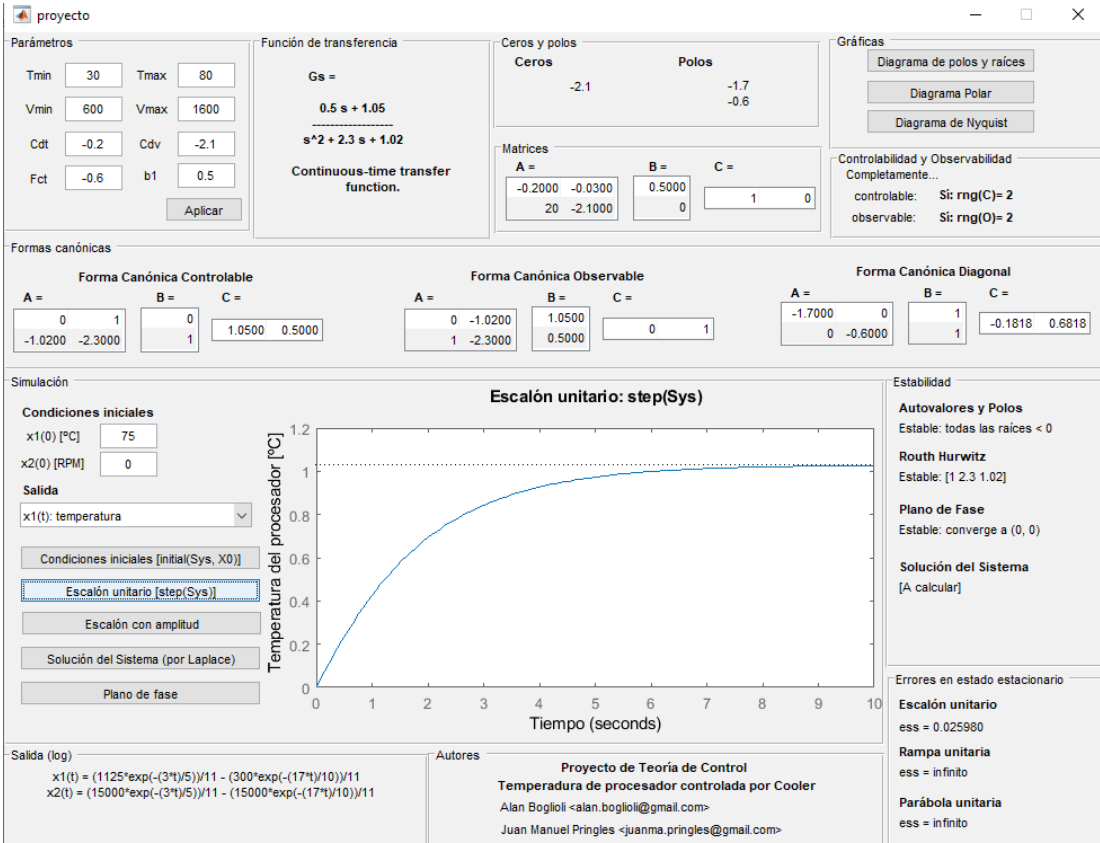 proyecto
Parámetros
Tmin 30 Tmax 80
Vmin 600 Vmax 1600
Cdt -0.2 Cdv -2.1
Fct -0.6 b1 0.5
Aplicar
Función de transferencia
Gs =
0.5 s + 1.05
------------------
s^2 + 2.3 s + 1.02
Continuous-time transfer
function.
Ceros y polos
Ceros Polos
-2.1 -1.7
-0.6
Matrices
A = B = C =
-0.2000 -0.0300 0.5000 1 0
20 -2.1000 0
Gráficas
Diagrama de polos y raíces
Diagrama Polar
Diagrama de Nyquist
Controlabilidad y Observabilidad
Completamente...
controlable: Sí: rng(C)= 2
observable: Sí: rng(O)= 2
Formas canónicas
Forma Canónica Controlable
A = B = C =
0 1 0 1.0500 0.5000
-1.0200 -2.3000 1
Forma Canónica Observable
A = B = C =
0 -1.0200 1.0500 0 1
1 -2.3000 0.5000
Forma Canónica Diagonal
A = B = C =
-1.7000 0 1 -0.1818 0.6818
0 -0.6000 1
Simulación
Condiciones iniciales
x1(0) [ºC] 75
x2(0) [RPM] 0
Salida
x1(t): temperatura
Condiciones iniciales [initial(Sys, X0)]
Escalón unitario [step(Sys)]
Escalón con amplitud
Solución del Sistema (por Laplace)
Plano de fase
Escalón unitario: step(Sys)
Temperatura del procesador [ºC]
1.2
1
0.8
0.6
0.4
0.2
0
0 1 2 3 4 5 6 7 8 9 10
Tiempo (seconds)
Estabilidad
Autovalores y Polos
Estable: todas las raíces < 0
Routh Hurwitz
Estable: [1 2.3 1.02]
Plano de Fase
Estable: converge a (0, 0)
Solución del Sistema
[A calcular]
Errores en estado estacionario
Escalón unitario
ess = 0.025980
Rampa unitaria
ess = infinito
Parábola unitaria
ess = infinito
Salida (log)
x1(t) = (1125*exp(-(3*t)/5))/11 - (300*exp(-(17*t)/10))/11
x2(t) = (15000*exp(-(3*t)/5))/11 - (15000*exp(-(17*t)/10))/11
Autores
Proyecto de Teoría de Control
Temperadura de procesador controlada por Cooler
Alan Boglioli <alan.boglioli@gmail.com>
Juan Manuel Pringles <juanma.pringles@gmail.com>